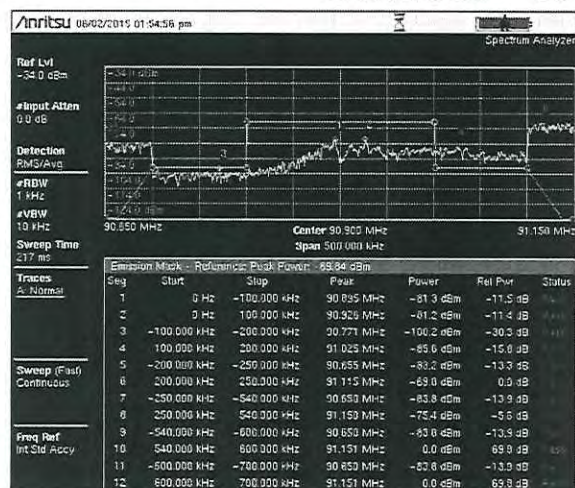 Anritsu 08/02/2015 01:54:56 pm
Spectrum Analyzer
Ref Lvl
-34.0 dBm
#Input Atten
0.0 dB
Detection
RMS/Avg
#RBW
1 kHz
#VBW
10 kHz
Sweep Time
217 ms
Traces
A: Normal
Sweep (Fast)
Continuous
Freq Ref
Int Std Accy
-34.0 dBm
90.650 MHz
Center 90.900 MHz
91.150 MHz
Span 500.000 kHz
Emission Mask - Reference: Peak Power -69.84 dBm
Seg Start Stop Peak Power Rel Pwr Status
1 0 Hz -100.000 kHz 90.895 MHz -81.3 dBm -11.5 dB
2 0 Hz 100.000 kHz 90.926 MHz -81.2 dBm -11.4 dB
3 -100.000 kHz -200.000 kHz 90.771 MHz -100.2 dBm -30.3 dB
4 100.000 kHz 200.000 kHz 91.025 MHz -85.6 dBm -15.8 dB
5 -200.000 kHz -250.000 kHz 90.655 MHz -83.2 dBm -13.3 dB
6 200.000 kHz 250.000 kHz 91.115 MHz -69.8 dBm 0.0 dB
7 -250.000 kHz -540.000 kHz 90.650 MHz -83.8 dBm -13.9 dB
8 250.000 kHz 540.000 kHz 91.150 MHz -75.4 dBm -5.6 dB
9 -540.000 kHz -600.000 kHz 90.650 MHz -83.8 dBm -13.9 dB
10 540.000 kHz 600.000 kHz 91.151 MHz 0.0 dBm 69.8 dB
11 -600.000 kHz -700.000 kHz 90.650 MHz -83.8 dBm -13.9 dB
12 600.000 kHz 700.000 kHz 91.151 MHz 0.0 dBm 69.8 dB